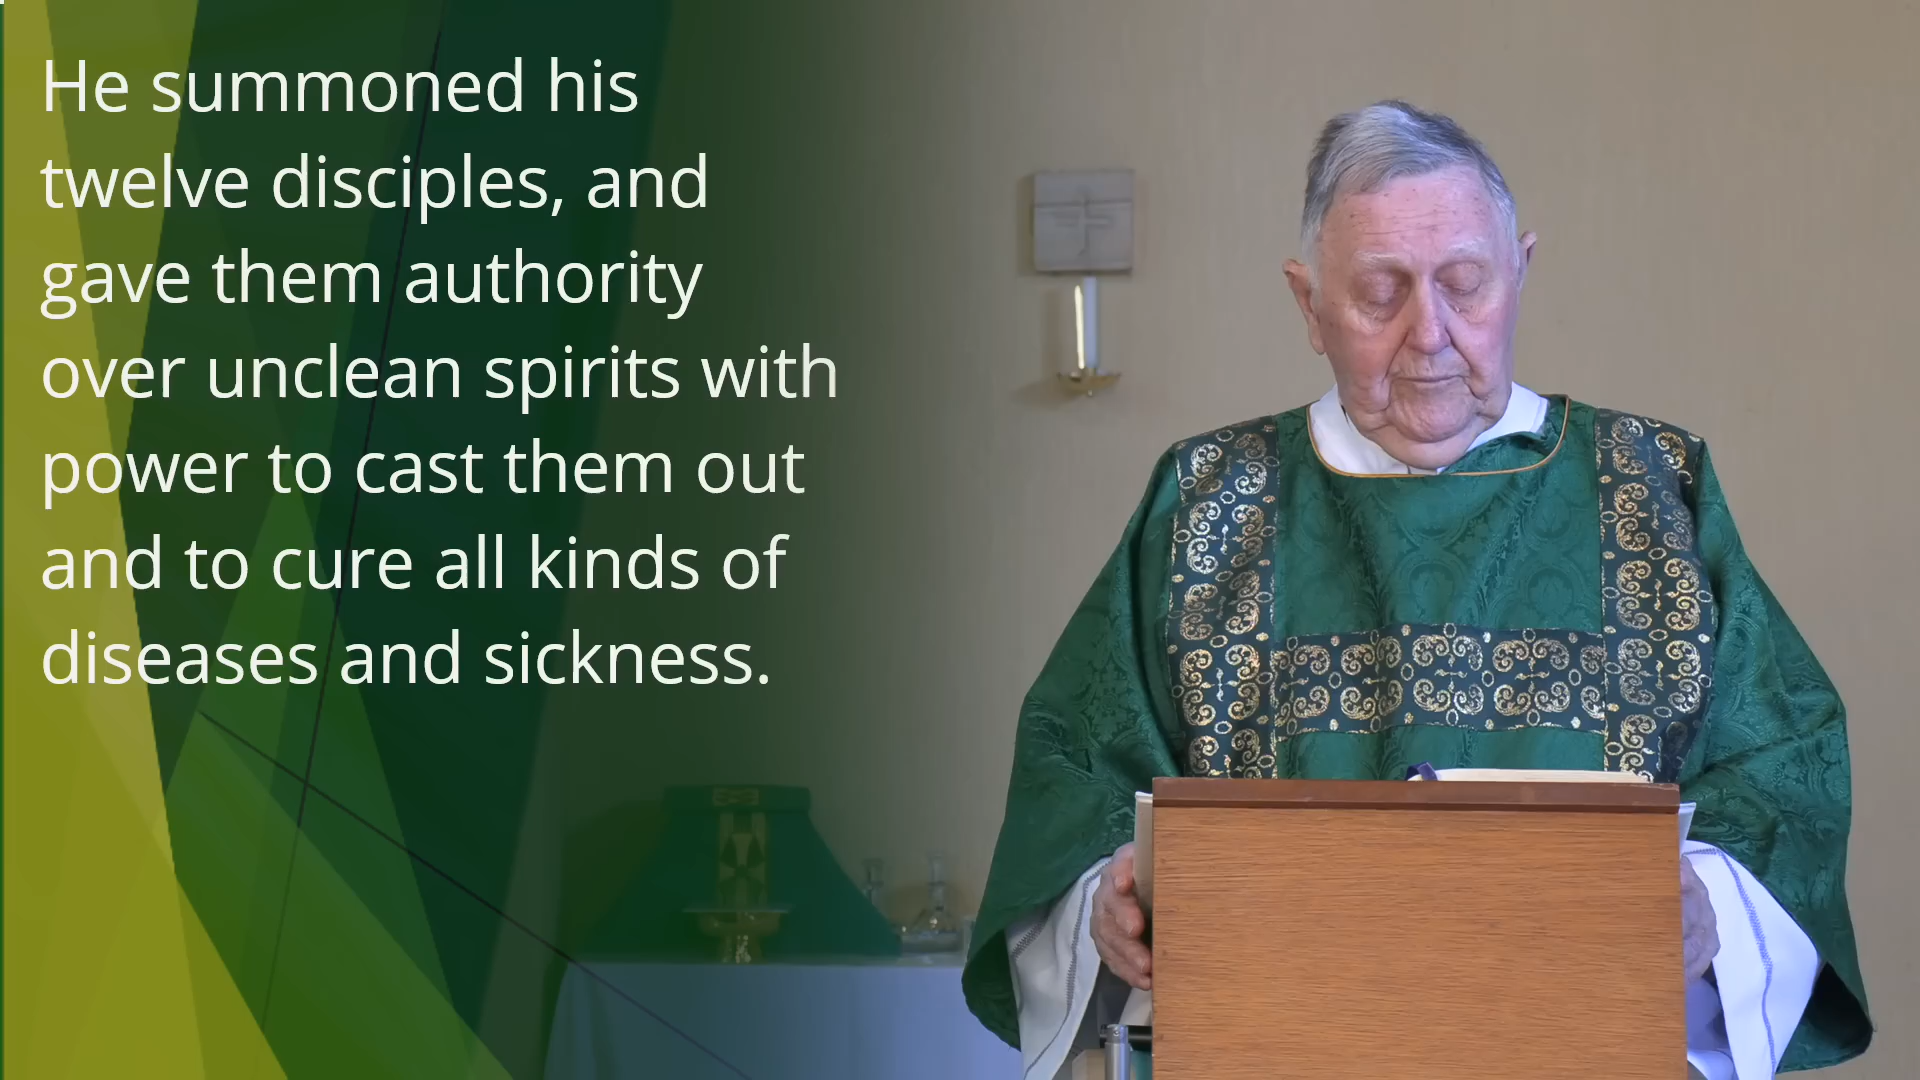 He summoned his
twelve disciples, and
gave them authority
over unclean spirits with
power to cast them out
and to cure all kinds of
diseases and sickness.